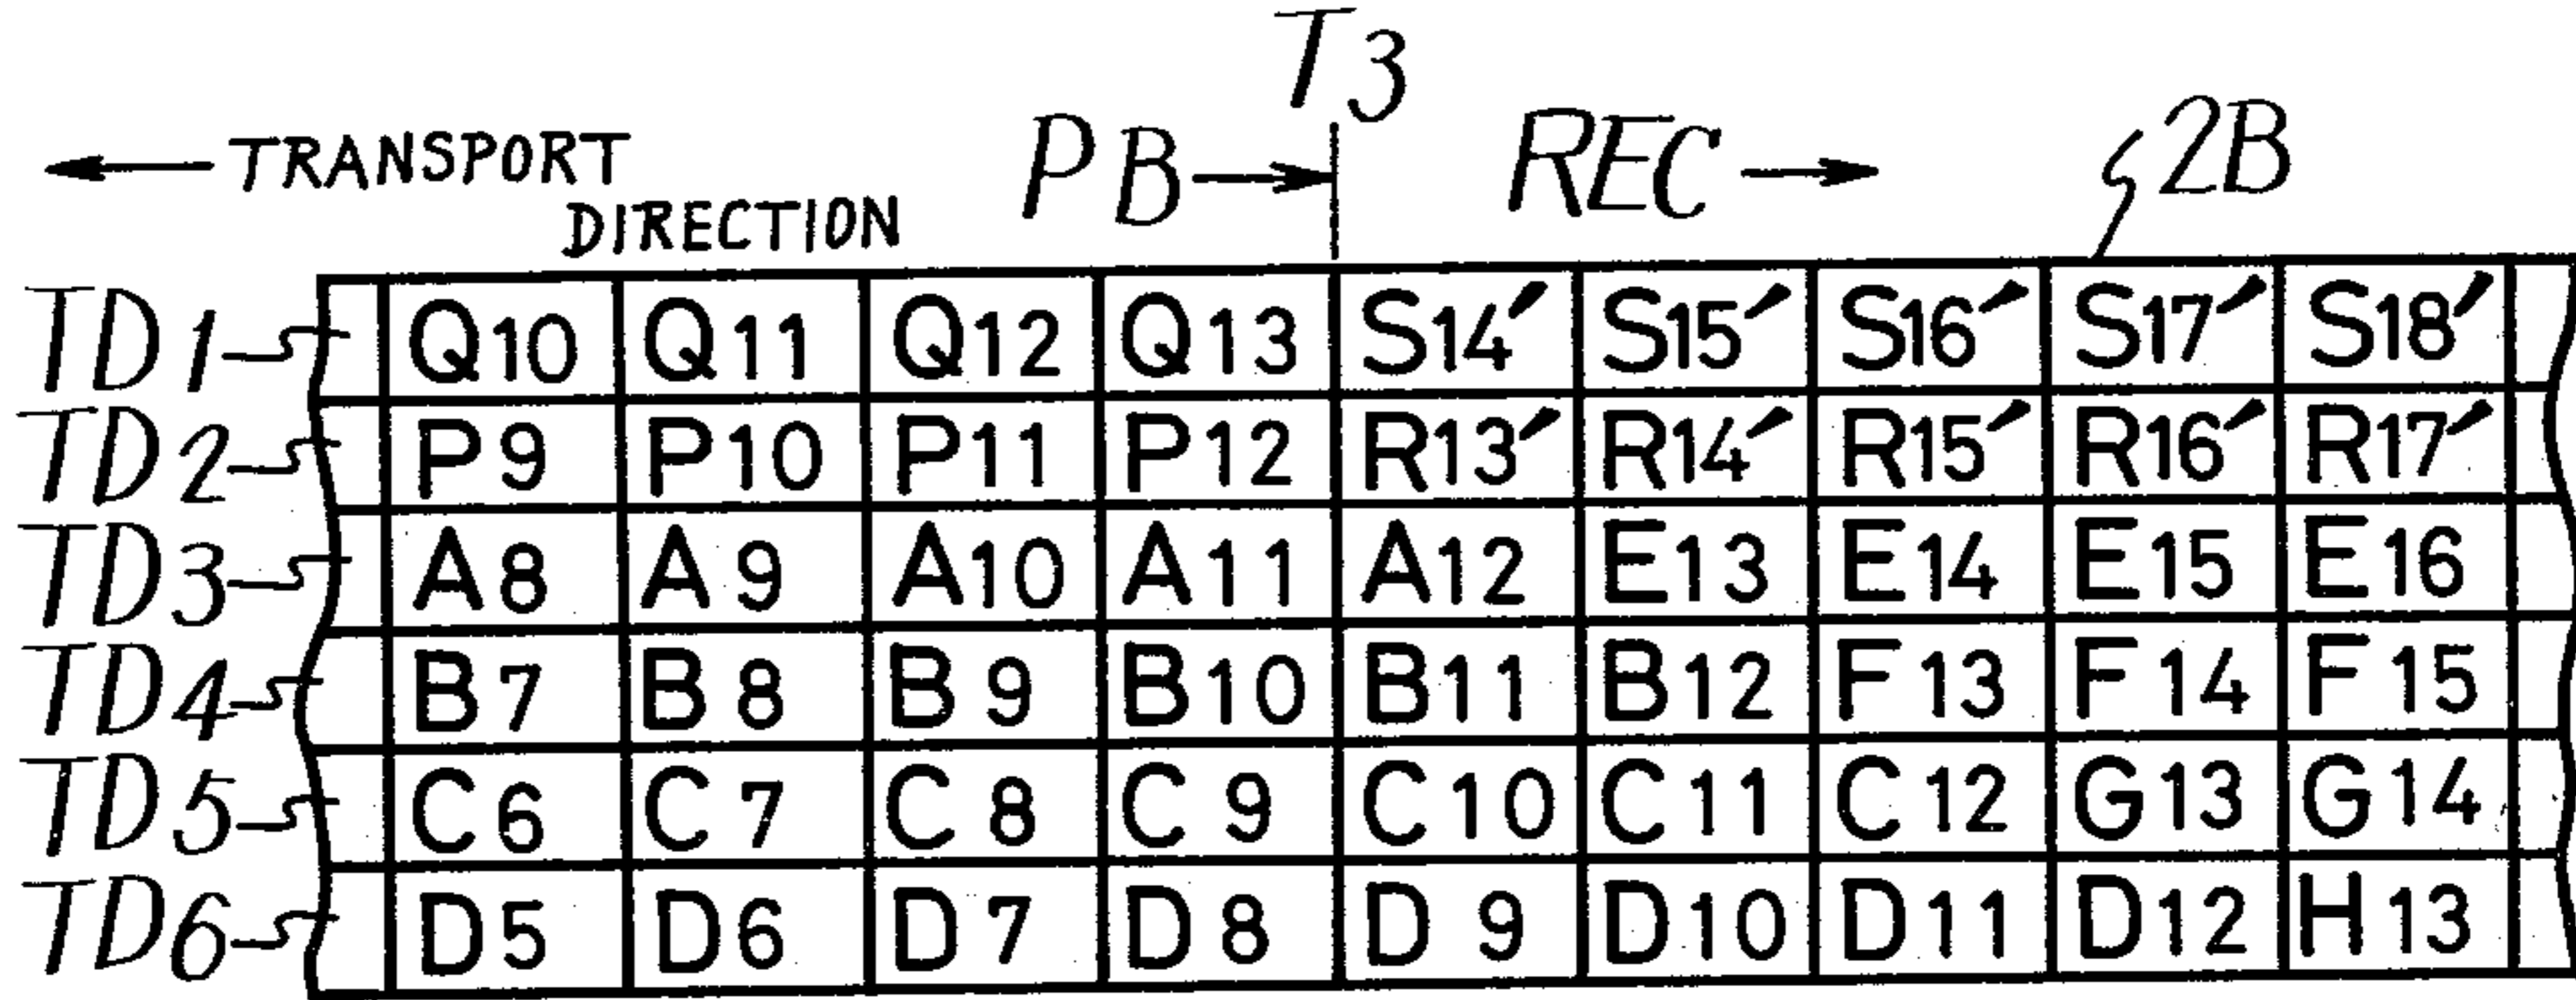 T3
← TRANSPORT DIRECTION PB→ REC→ 2B
TD1 Q10 Q11 Q12 Q13 S14′ S15′ S16′ S17′ S18′
TD2 P9 P10 P11 P12 R13′ R14′ R15′ R16′ R17′
TD3 A8 A9 A10 A11 A12 E13 E14 E15 E16
TD4 B7 B8 B9 B10 B11 B12 F13 F14 F15
TD5 C6 C7 C8 C9 C10 C11 C12 G13 G14
TD6 D5 D6 D7 D8 D9 D10 D11 D12 H13